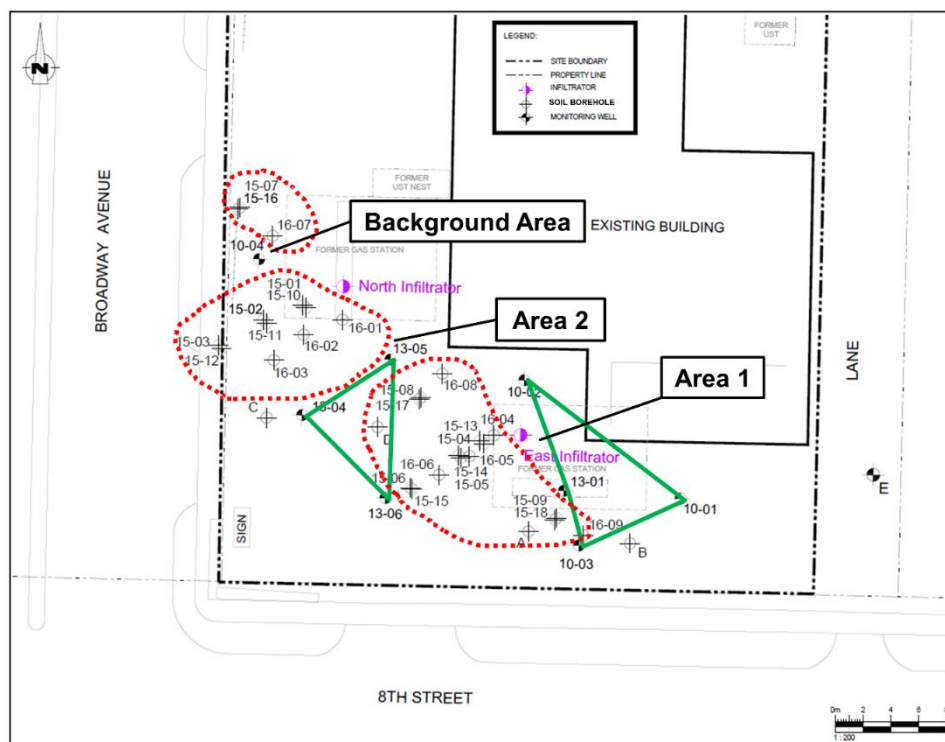 N
LEGEND:
SITE BOUNDARY
PROPERTY LINE
INFILTRATOR
SOIL BOREHOLE
MONITORING WELL
FORMER
UST
FORMER
UST NEST
15-07
15-16
16-07
10-04
Background Area
FORMER GAS STATION
EXISTING BUILDING
BROADWAY AVENUE
15-01
15-10
North Infiltrator
15-02
15-11
16-01
16-02
15-03
15-12
16-03
Area 2
13-05
LANE
16-08
10-02
Area 1
15-08
15-17
C
13-04
D
15-13
16-04
15-04
16-05
East Infiltrator
15-14
15-05
FORMER GAS STATION
16-06
15-06
15-15
13-06
13-01
10-01
E
15-09
15-18
16-09
A
B
10-03
SIGN
8TH STREET
0m 2 4 6 8
1 : 200